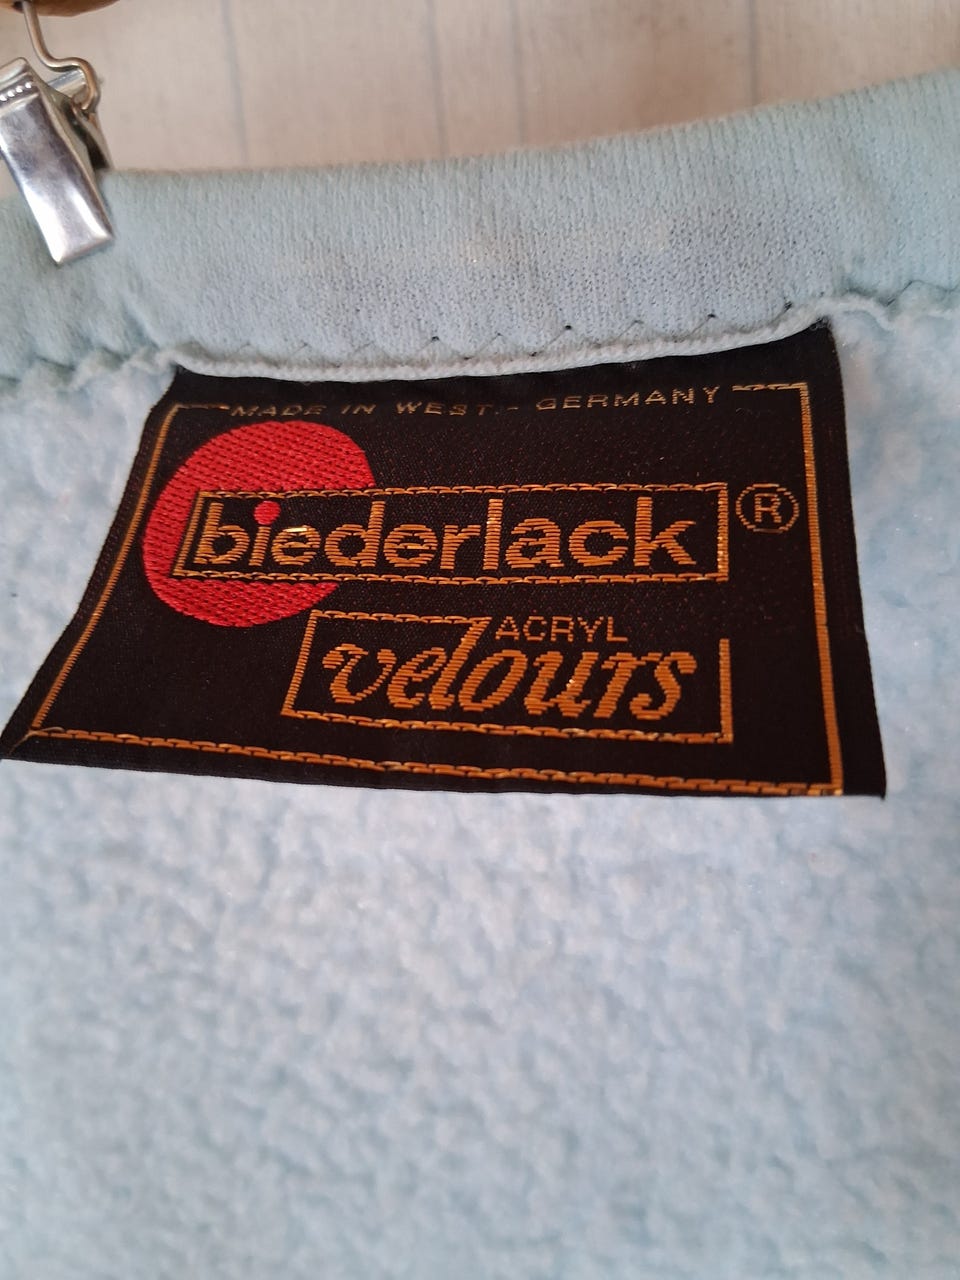 MADE IN WEST - GERMANY
biederlack ®
ACRYL
velours